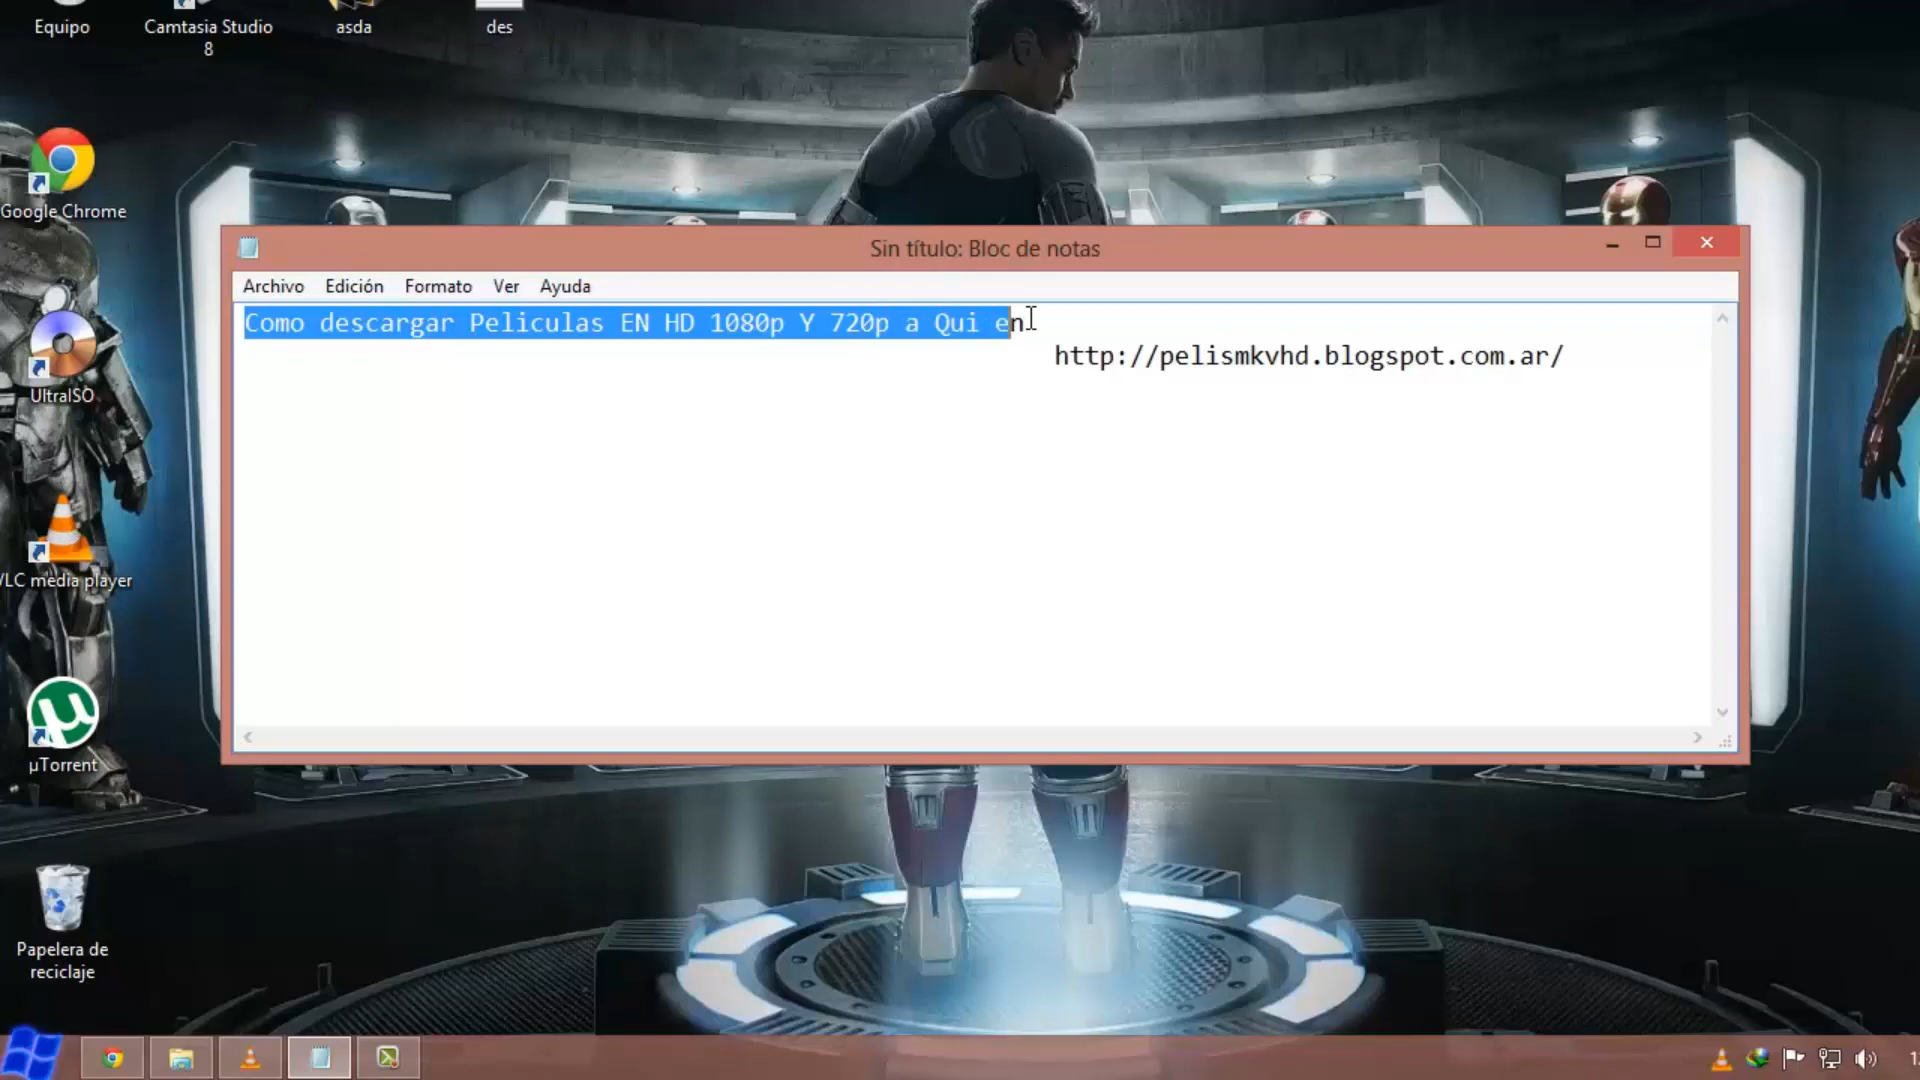 Equipo
Camtasia Studio
8
asda
des
Google Chrome
Sin título: Bloc de notas
Archivo Edición Formato Ver Ayuda
Como descargar Peliculas EN HD 1080p Y 720p a Qui en
http://pelismkvhd.blogspot.com.ar/
UltraISO
VLC media player
µTorrent
Papelera de
reciclaje